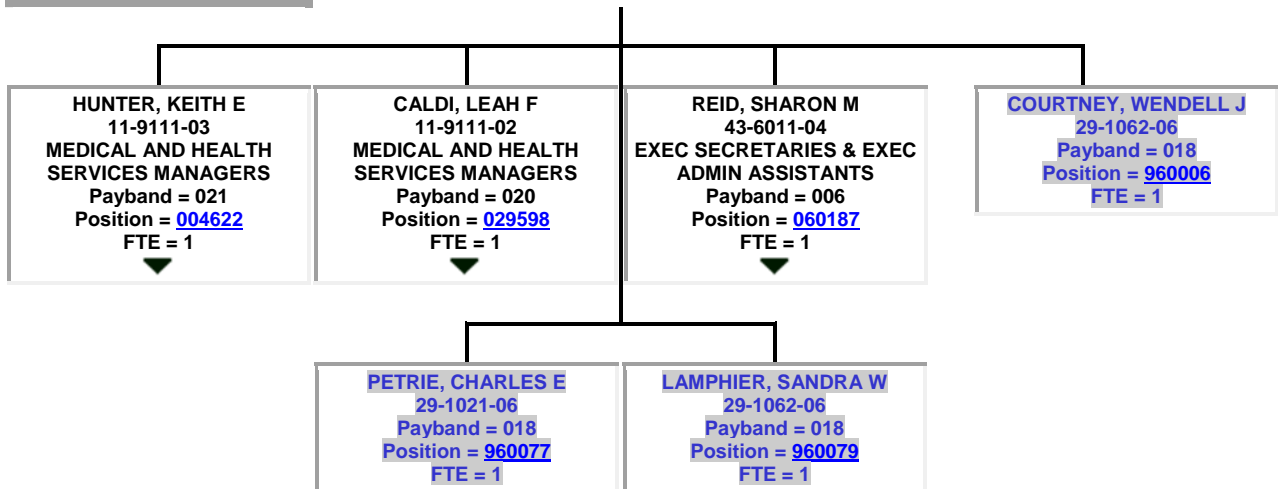 HUNTER, KEITH E
11-9111-03
MEDICAL AND HEALTH
SERVICES MANAGERS
Payband = 021
Position = 004622
FTE = 1
CALDI, LEAH F
11-9111-02
MEDICAL AND HEALTH
SERVICES MANAGERS
Payband = 020
Position = 029598
FTE = 1
REID, SHARON M
43-6011-04
EXEC SECRETARIES & EXEC
ADMIN ASSISTANTS
Payband = 006
Position = 060187
FTE = 1
COURTNEY, WENDELL J
29-1062-06
Payband = 018
Position = 960006
FTE = 1
PETRIE, CHARLES E
29-1021-06
Payband = 018
Position = 960077
FTE = 1
LAMPHIER, SANDRA W
29-1062-06
Payband = 018
Position = 960079
FTE = 1